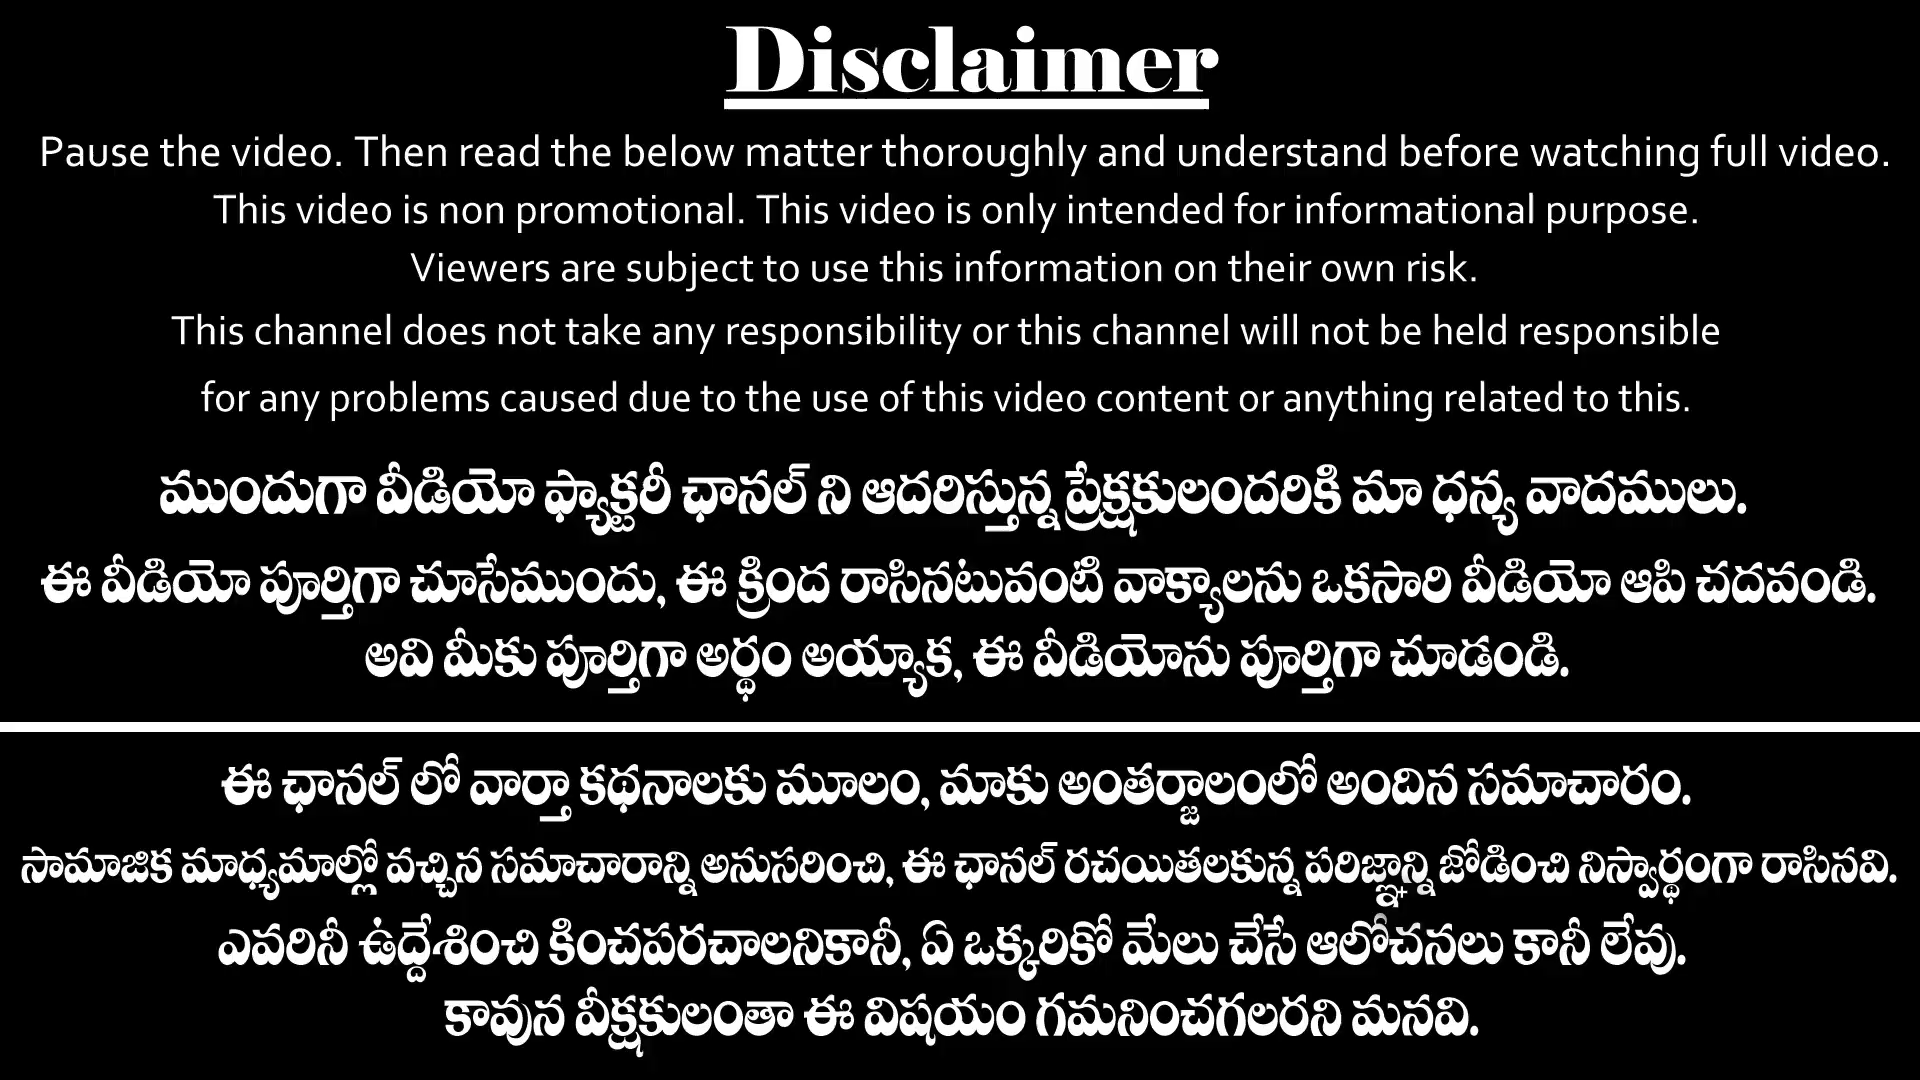 Disclaimer
Pause the video. Then read the below matter thoroughly and understand before watching full video.
This video is non promotional. This video is only intended for informational purpose.
Viewers are subject to use this information on their own risk.
This channel does not take any responsibility or this channel will not be held responsible
for any problems caused due to the use of this video content or anything related to this.
ముందుగా వీడియో ఫ్యాక్టరీ ఛానల్ ని ఆదరిస్తున్న ప్రేక్షకులందరికి మా ధన్య వాదములు.
ఈ వీడియో పూర్తిగా చూసేముందు, ఈ క్రింద రాసినటువంటి వాక్యాలను ఒకసారి వీడియో ఆపి చదవండి.
అవి మీకు పూర్తిగా అర్థం అయ్యాక, ఈ వీడియోను పూర్తిగా చూడండి.
ఈ ఛానల్ లో వార్తా కథనాలకు మూలం, మాకు అంతర్జాలంలో అందిన సమాచారం.
సామాజిక మాధ్యమాల్లో వచ్చిన సమాచారాన్ని అనుసరించి, ఈ ఛానల్ రచయితలకున్న పరిజ్ఞాన్ని జోడించి నిస్వార్థంగా రాసినవి.
ఎవరినీ ఉద్దేశించి కించపరచాలనికానీ, ఏ ఒక్కరికో మేలు చేసే ఆలోచనలు కానీ లేవు.
కావున వీక్షకులంతా ఈ విషయం గమనించగలరని మనవి.